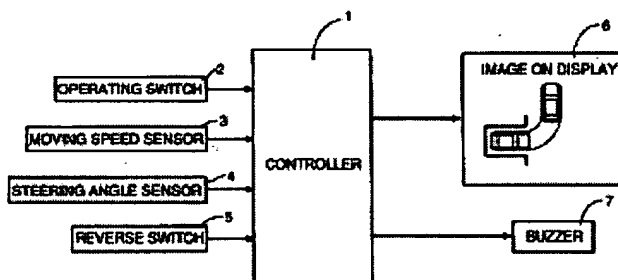 1
6
2
OPERATING SWITCH
IMAGE ON DISPLAY
3
MOVING SPEED SENSOR
CONTROLLER
4
STEERING ANGLE SENSOR
5
REVERSE SWITCH
7
BUZZER